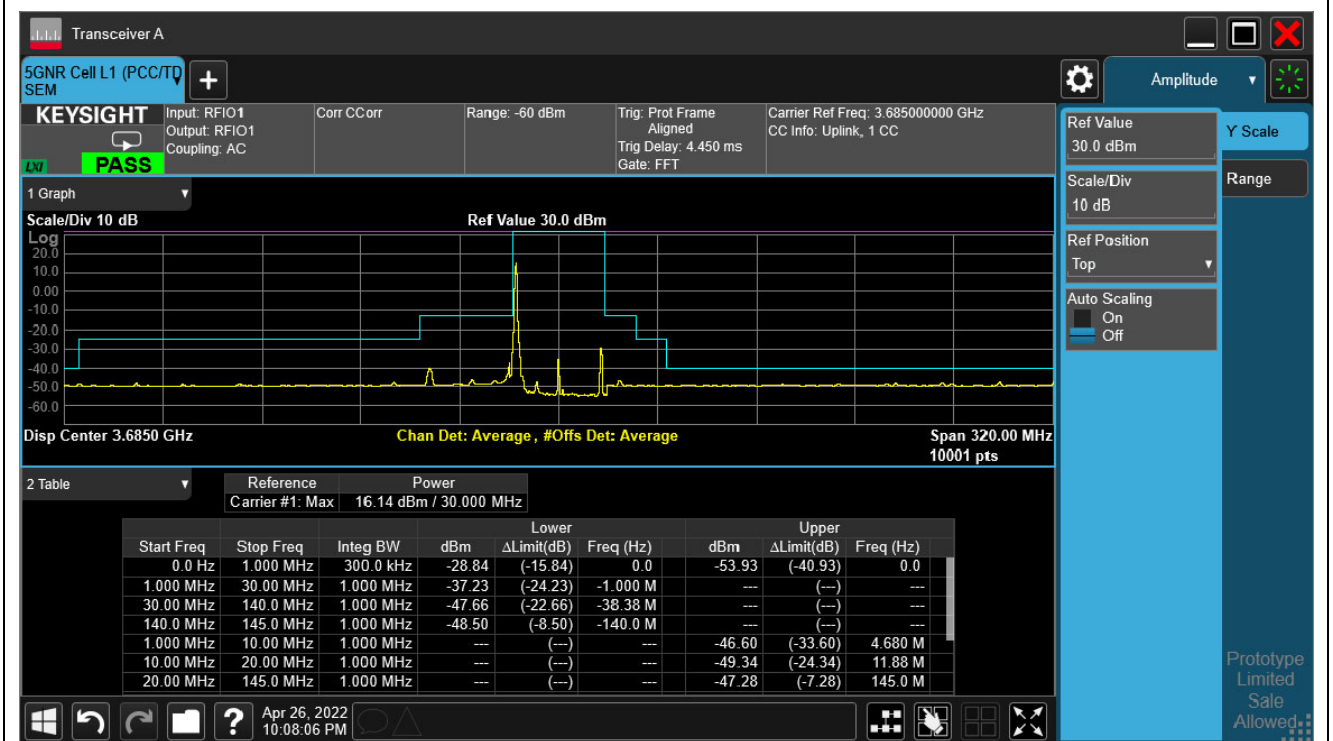 Transceiver A
5GNR Cell L1 (PCC/TD
SEM
+
Amplitude
KEYSIGHT
LXI
PASS
Input: RFIO1
Output: RFIO1
Coupling: AC
Corr CCorr
Range: -60 dBm
Trig: Prot Frame
Aligned
Trig Delay: 4.450 ms
Gate: FFT
Carrier Ref Freq: 3.685000000 GHz
CC Info: Uplink, 1 CC
Ref Value
30.0 dBm
Y Scale
Scale/Div
10 dB
Range
Ref Position
Top
Auto Scaling
On
Off
1 Graph
Scale/Div 10 dB
Ref Value 30.0 dBm
Log
20.0
10.0
0.00
-10.0
-20.0
-30.0
-40.0
-50.0
-60.0
Disp Center 3.6850 GHz
Chan Det: Average , #Offs Det: Average
Span 320.00 MHz
10001 pts
2 Table
Reference Power
Carrier #1: Max 16.14 dBm / 30.000 MHz
Lower Upper
Start Freq Stop Freq Integ BW dBm ΔLimit(dB) Freq (Hz) dBm ΔLimit(dB) Freq (Hz)
0.0 Hz 1.000 MHz 300.0 kHz -28.84 (-15.84) 0.0 -53.93 (-40.93) 0.0
1.000 MHz 30.00 MHz 1.000 MHz -37.23 (-24.23) -1.000 M --- (---) ---
30.00 MHz 140.0 MHz 1.000 MHz -47.66 (-22.66) -38.38 M --- (---) ---
140.0 MHz 145.0 MHz 1.000 MHz -48.50 (-8.50) -140.0 M --- (---) ---
1.000 MHz 10.00 MHz 1.000 MHz --- (---) --- -46.60 (-33.60) 4.680 M
10.00 MHz 20.00 MHz 1.000 MHz --- (---) --- -49.34 (-24.34) 11.88 M
20.00 MHz 145.0 MHz 1.000 MHz --- (---) --- -47.28 (-7.28) 145.0 M
Prototype
Limited
Sale
Allowed
?
Apr 26, 2022
10:08:06 PM